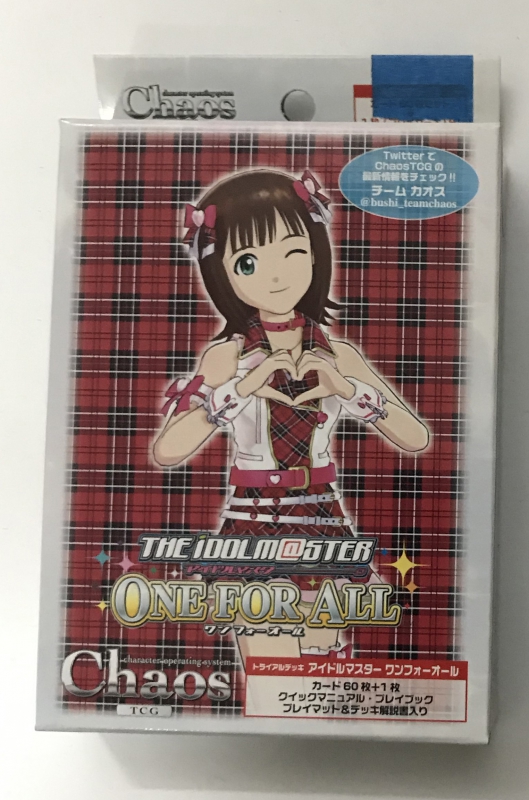 character operating system
Chaos
Twitterで
ChaosTCGの
最新情報をチェック!!
チーム カオス
@bushi_teamchaos
THE iDOLM@STER
アイドルマスター
ONE FOR ALL
ワンフォーオール
character operating system
Chaos
TCG
トライアルデッキ アイドルマスター ワンフォーオール
カード60枚+1枚
クイックマニュアル・プレイブック
プレイマット&デッキ解説書入り